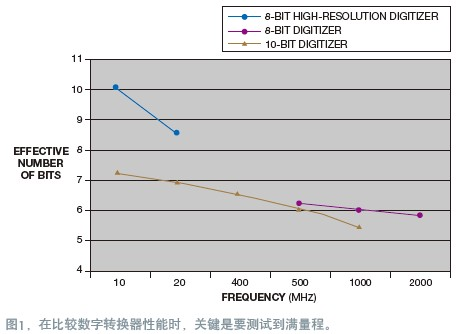 8-BIT HIGH-RESOLUTION DIGITIZER
8-BIT DIGITIZER
10-BIT DIGITIZER
11
10
9
8
7
6
5
4
EFFECTIVE
NUMBER
OF BITS
10 20 400 500 1000 2000
FREQUENCY (MHZ)
图1，在比较数字转换器性能时，关键是要测试到满量程。